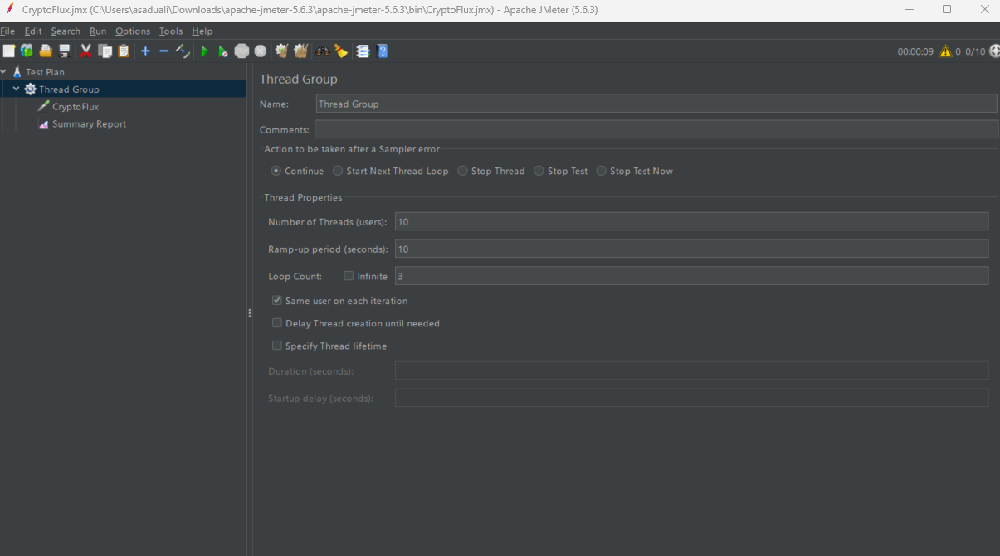 CryptoFlux.jmx (C:\Users\asaduali\Downloads\apache-jmeter-5.6.3\apache-jmeter-5.6.3\bin\CryptoFlux.jmx) - Apache JMeter (5.6.3)
File Edit Search Run Options Tools Help
00:00:09 0 0/10
Test Plan
Thread Group
CryptoFlux
Summary Report
Thread Group
Name: Thread Group
Comments:
Action to be taken after a Sampler error
Continue Start Next Thread Loop Stop Thread Stop Test Stop Test Now
Thread Properties
Number of Threads (users): 10
Ramp-up period (seconds): 10
Loop Count: Infinite 3
Same user on each iteration
Delay Thread creation until needed
Specify Thread lifetime
Duration (seconds):
Startup delay (seconds):